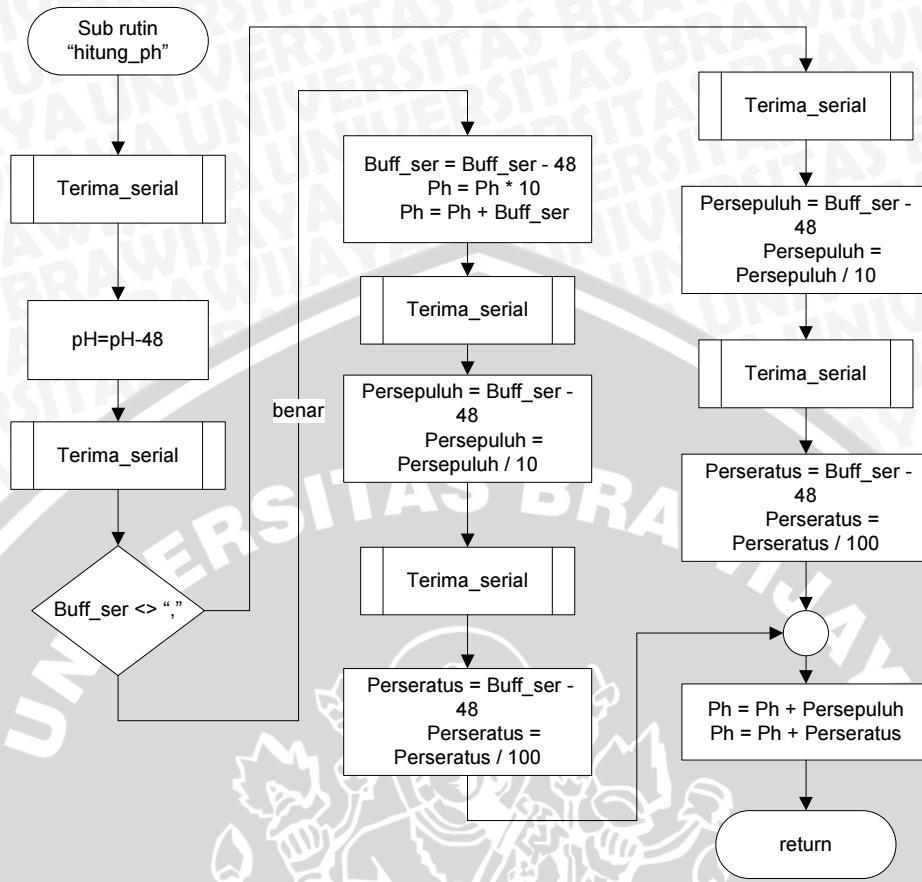 Sub rutin
“hitung_ph”
Terima_serial
pH=pH-48
Terima_serial
Buff_ser <> “,”
benar
Buff_ser = Buff_ser - 48
Ph = Ph * 10
Ph = Ph + Buff_ser
Terima_serial
Persepuluh = Buff_ser -
48
Persepuluh =
Persepuluh / 10
Terima_serial
Perseratus = Buff_ser -
48
Perseratus =
Perseratus / 100
Terima_serial
Persepuluh = Buff_ser -
48
Persepuluh =
Persepuluh / 10
Terima_serial
Perseratus = Buff_ser -
48
Perseratus =
Perseratus / 100
Ph = Ph + Persepuluh
Ph = Ph + Perseratus
return
UNIVERSITAS BRAWIJAYA